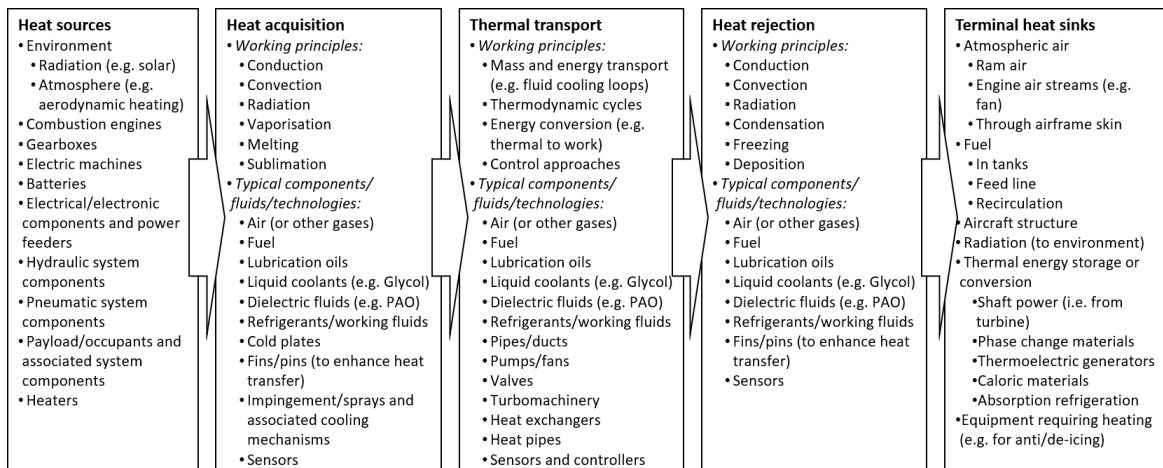 Heat sources
• Environment
• Radiation (e.g. solar)
• Atmosphere (e.g.
aerodynamic heating)
• Combustion engines
• Gearboxes
• Electric machines
• Batteries
• Electrical/electronic
components and power
feeders
• Hydraulic system
components
• Pneumatic system
components
• Payload/occupants and
associated system
components
• Heaters
Heat acquisition
• Working principles:
• Conduction
• Convection
• Radiation
• Vaporisation
• Melting
• Sublimation
• Typical components/
fluids/technologies:
• Air (or other gases)
• Fuel
• Lubrication oils
• Liquid coolants (e.g. Glycol)
• Dielectric fluids (e.g. PAO)
• Refrigerants/working fluids
• Cold plates
• Fins/pins (to enhance heat
transfer)
• Impingement/sprays and
associated cooling
mechanisms
• Sensors
Thermal transport
• Working principles:
• Mass and energy transport
(e.g. fluid cooling loops)
• Thermodynamic cycles
• Energy conversion (e.g.
thermal to work)
• Control approaches
• Typical components/
fluids/technologies:
• Air (or other gases)
• Fuel
• Lubrication oils
• Liquid coolants (e.g. Glycol)
• Dielectric fluids (e.g. PAO)
• Refrigerants/working fluids
• Pipes/ducts
• Pumps/fans
• Valves
• Turbomachinery
• Heat exchangers
• Heat pipes
• Sensors and controllers
Heat rejection
• Working principles:
• Conduction
• Convection
• Radiation
• Condensation
• Freezing
• Deposition
• Typical components/
fluids/technologies:
• Air (or other gases)
• Fuel
• Lubrication oils
• Liquid coolants (e.g. Glycol)
• Dielectric fluids (e.g. PAO)
• Refrigerants/working fluids
• Fins/pins (to enhance heat
transfer)
• Sensors
Terminal heat sinks
• Atmospheric air
• Ram air
• Engine air streams (e.g.
fan)
• Through airframe skin
• Fuel
• In tanks
• Feed line
• Recirculation
• Aircraft structure
• Radiation (to environment)
• Thermal energy storage or
conversion
• Shaft power (i.e. from
turbine)
• Phase change materials
• Thermoelectric generators
• Caloric materials
• Absorption refrigeration
• Equipment requiring heating
(e.g. for anti/de-icing)